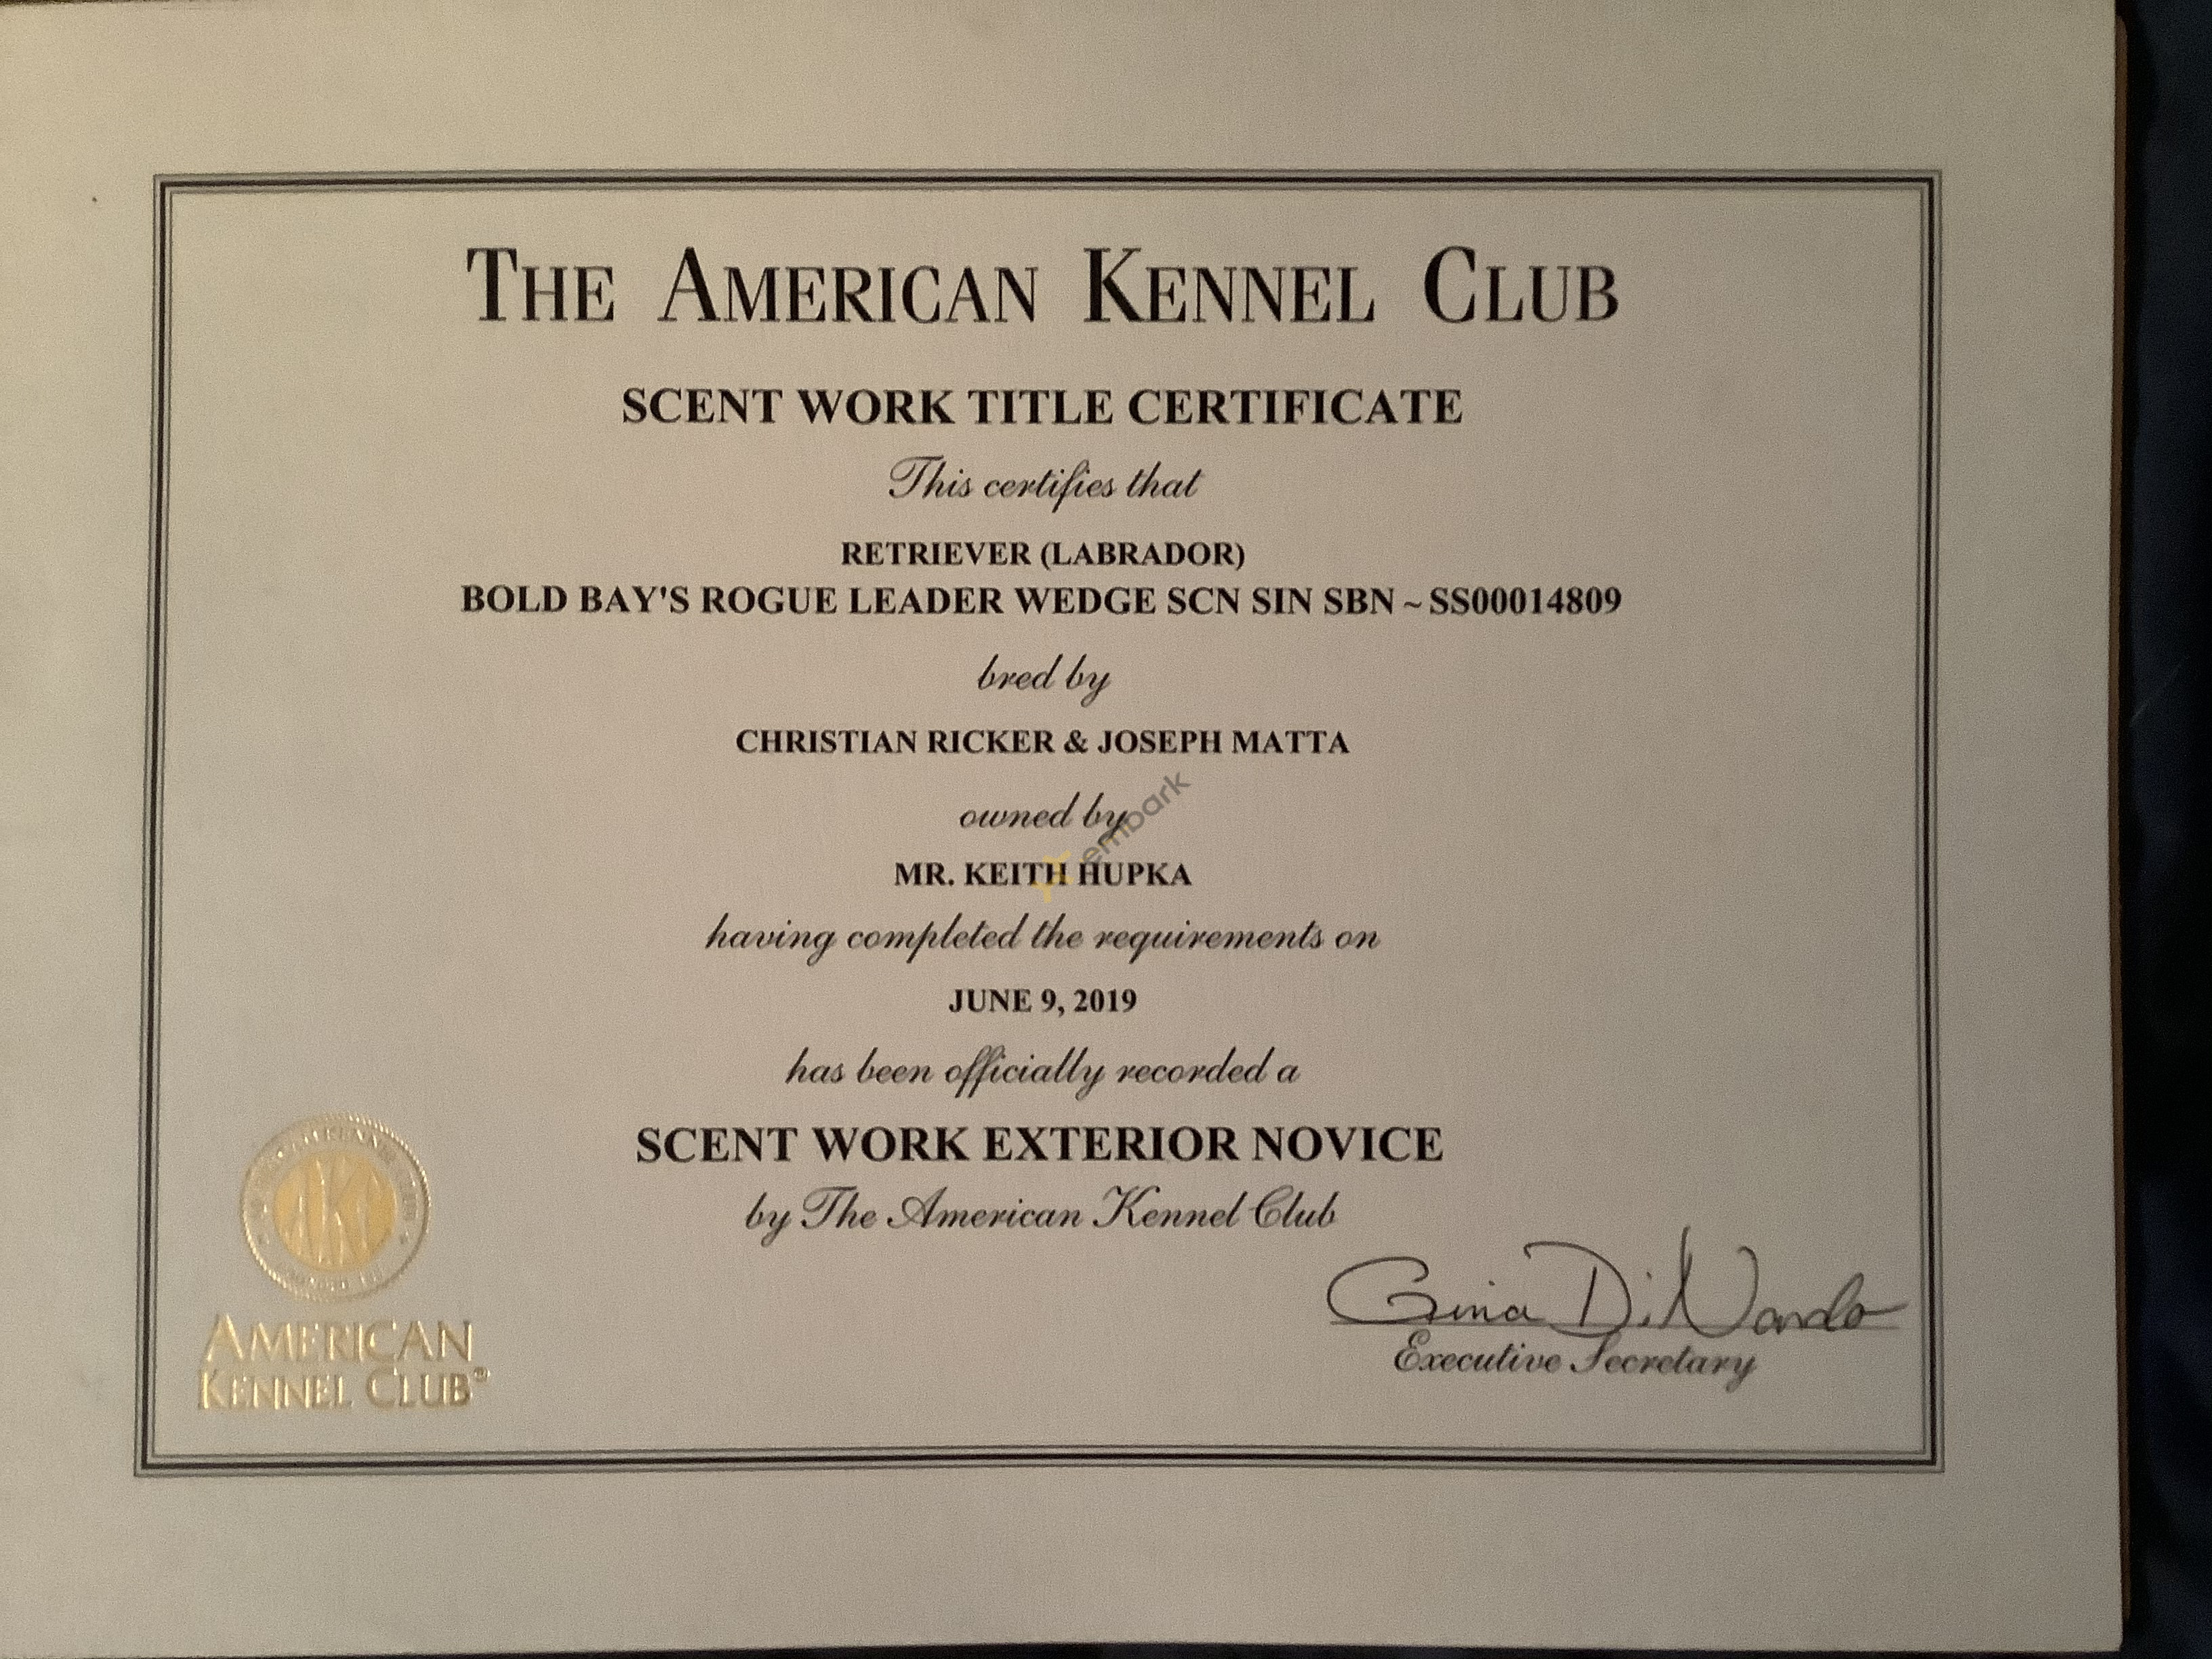 THE AMERICAN KENNEL CLUB
SCENT WORK TITLE CERTIFICATE
This certifies that
RETRIEVER (LABRADOR)
BOLD BAY'S ROGUE LEADER WEDGE SCN SIN SBN ~ SS00014809
bred by
CHRISTIAN RICKER & JOSEPH MATTA
owned by
embark
MR. KEITH HUPKA
having completed the requirements on
JUNE 9, 2019
has been officially recorded a
SCENT WORK EXTERIOR NOVICE
by The American Kennel Club
AKC
AMERICAN
KENNEL CLUB®
Gina DiNardo
Executive Secretary